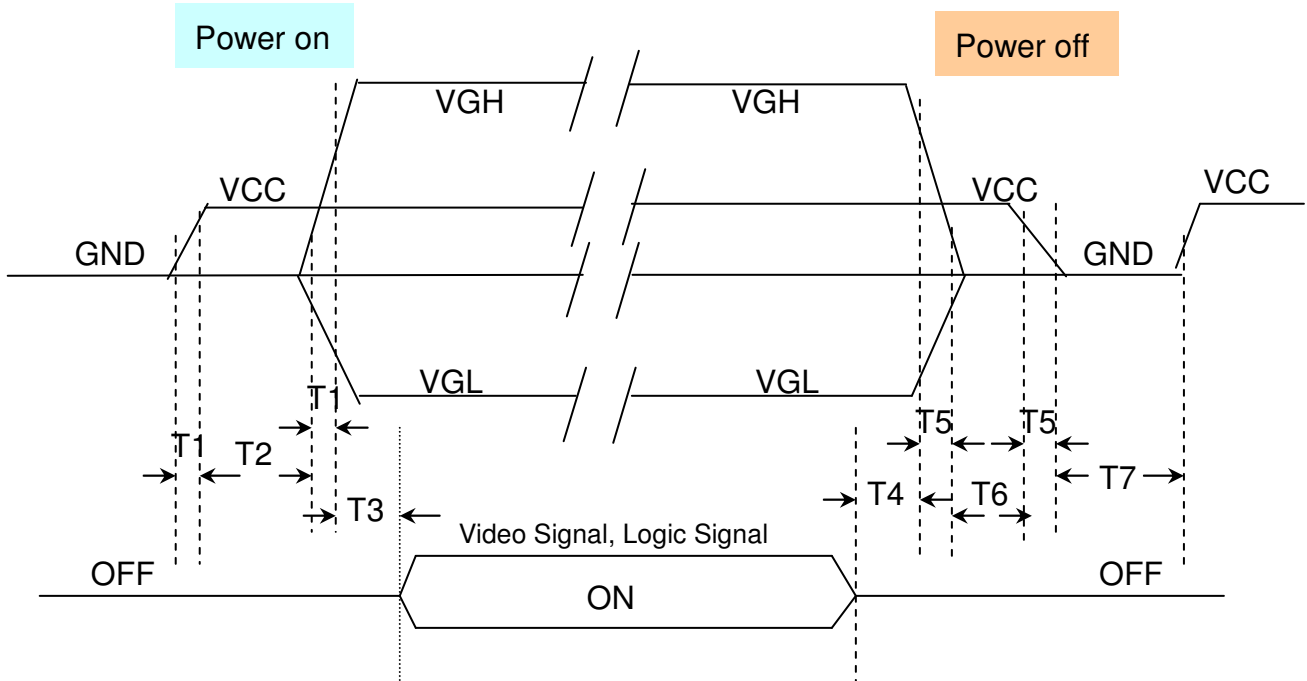 Power on
Power off
VGH
VGH
VCC
VCC
VCC
GND
GND
VGL
VGL
T1
T5
T5
T1
T2
T7
T3
T4
T6
Video Signal, Logic Signal
OFF
OFF
ON